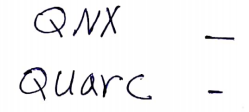 QNX _
Quarc -